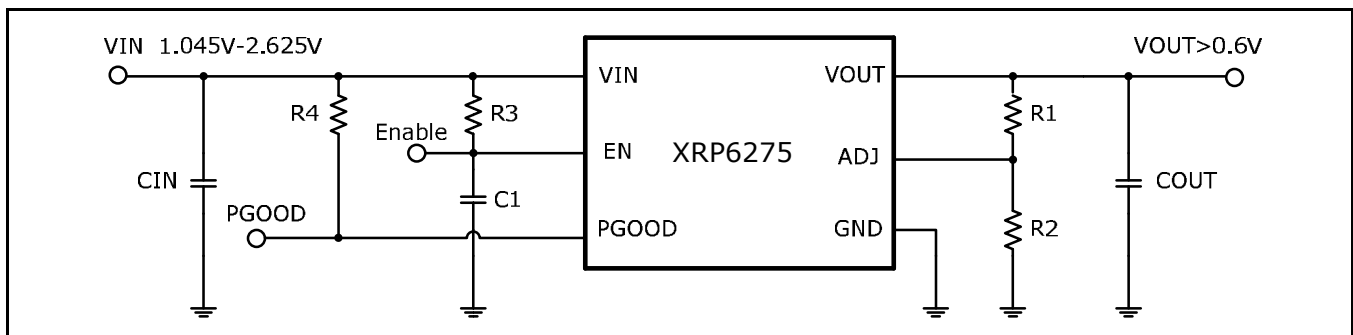 VIN 1.045V-2.625V
VOUT>0.6V
VIN
VOUT
R4
R3
R1
Enable
EN
XRP6275
ADJ
CIN
COUT
C1
PGOOD
PGOOD
GND
R2